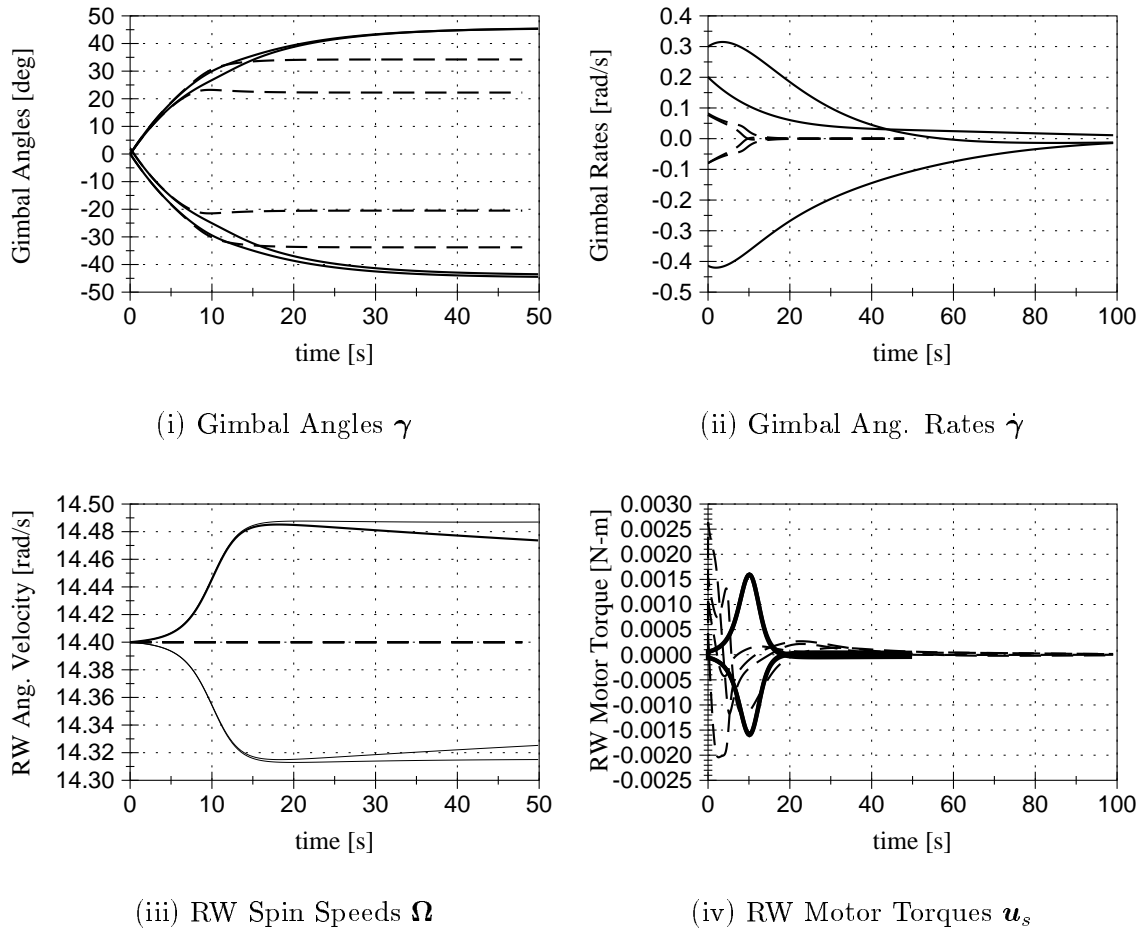 50
40
30
20
10
0
-10
-20
-30
-40
-50
Gimbal Angles [deg]
0 10 20 30 40 50
time [s]
(i) Gimbal Angles γ
0.4
0.3
0.2
0.1
0.0
-0.1
-0.2
-0.3
-0.4
-0.5
Gimbal Rates [rad/s]
0 20 40 60 80 100
time [s]
(ii) Gimbal Ang. Rates γ̇
14.50
14.48
14.46
14.44
14.42
14.40
14.39
14.36
14.34
14.32
14.30
RW Ang. Velocity [rad/s]
0 10 20 30 40 50
time [s]
(iii) RW Spin Speeds Ω
0.0030
0.0025
0.0020
0.0015
0.0010
0.0005
0.0000
-0.0005
-0.0010
-0.0015
-0.0020
-0.0025
RW Motor Torque [N-m]
0 20 40 60 80 100
time [s]
(iv) RW Motor Torques uₛ